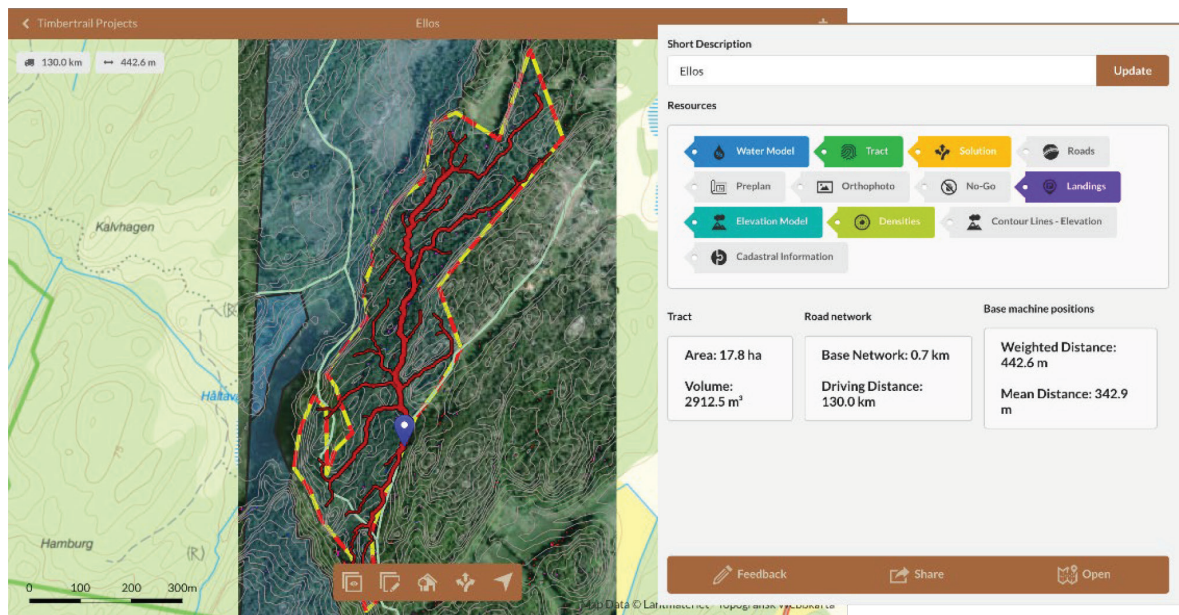 Timbertrail Projects
Ellos
130.0 km
442.6 m
Kalvhagen
Hamburg
(R)
0 100 200 300m
Short Description
Ellos
Update
Resources
Water Model
Tract
Solution
Roads
Preplan
Orthophoto
No-Go
Landings
Elevation Model
Densities
Contour Lines - Elevation
Cadastral Information
Tract
Area: 17.8 ha
Volume:
2912.5 m³
Road network
Base Network: 0.7 km
Driving Distance:
130.0 km
Base machine positions
Weighted Distance:
442.6 m
Mean Distance: 342.9
m
Feedback
Share
Open